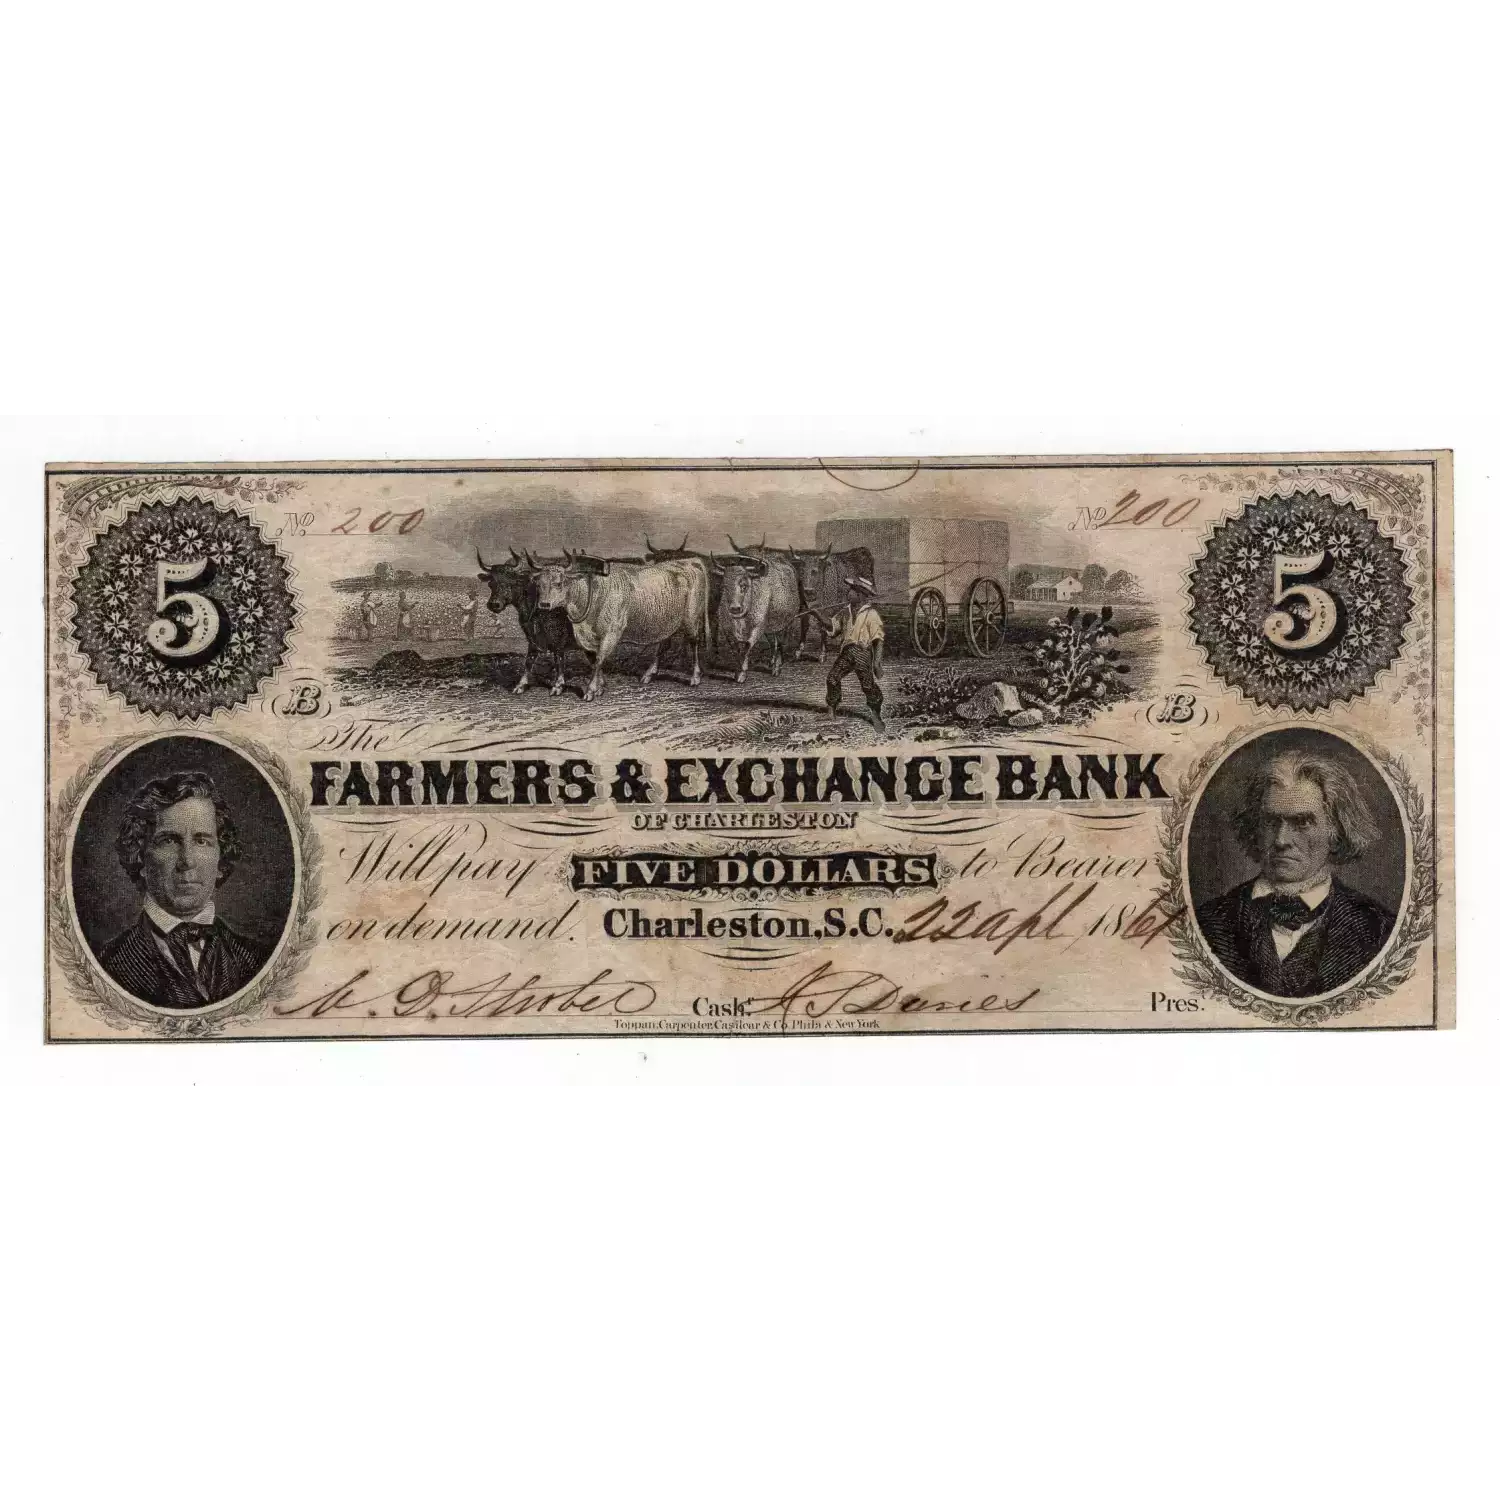 No. 200
No. 200
5
5
B
B
The
FARMERS & EXCHANGE BANK
OF CHARLESTON
Will pay FIVE DOLLARS to Bearer
on demand. Charleston, S.C. 22 apl 1861
Cashr.
Pres.t
Toppan, Carpenter, Casilear & Co. Phila & New York